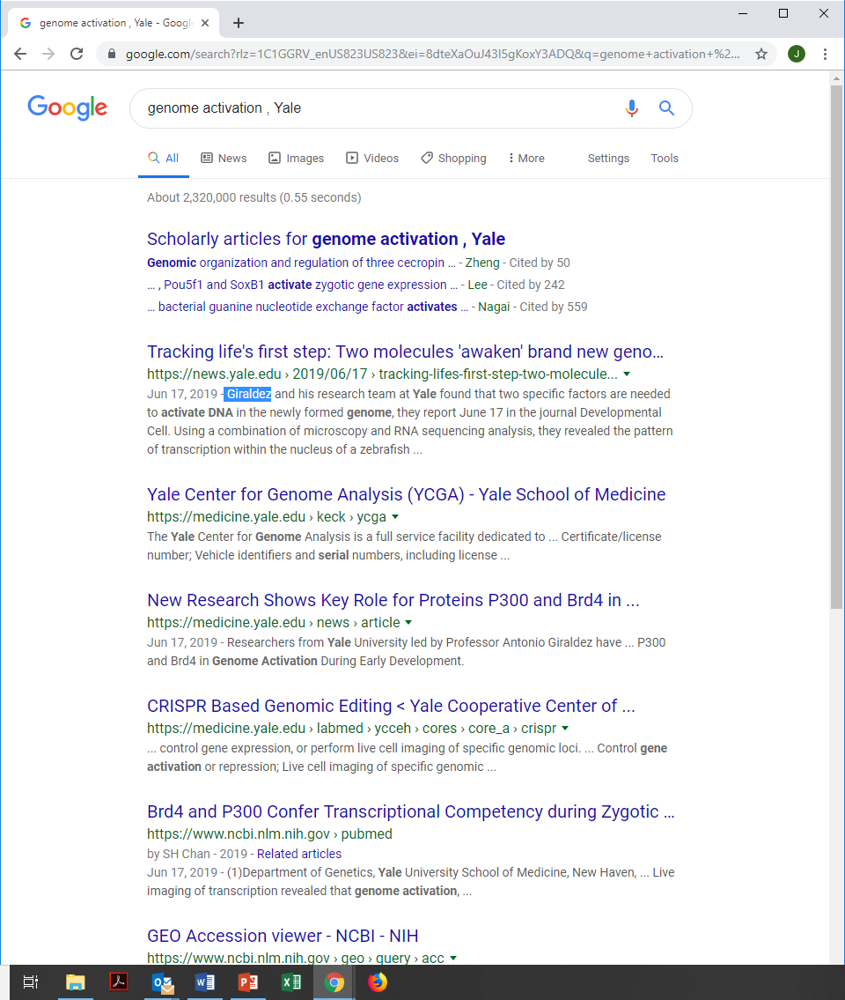 genome activation , Yale - Googl
google.com/search?rlz=1C1GGRV_enUS823US823&ei=8dteXaOuJ43I5gKoxY3ADQ&q=genome+activation+%2...
J
Google
genome activation , Yale
All News Images Videos Shopping More Settings Tools
About 2,320,000 results (0.55 seconds)
Scholarly articles for genome activation , Yale
Genomic organization and regulation of three cecropin ... - Zheng - Cited by 50
... , Pou5f1 and SoxB1 activate zygotic gene expression ... - Lee - Cited by 242
... bacterial guanine nucleotide exchange factor activates ... - Nagai - Cited by 559
Tracking life's first step: Two molecules 'awaken' brand new geno...
https://news.yale.edu › 2019/06/17 › tracking-lifes-first-step-two-molecule...
Jun 17, 2019 - Giraldez and his research team at Yale found that two specific factors are needed
to activate DNA in the newly formed genome, they report June 17 in the journal Developmental
Cell. Using a combination of microscopy and RNA sequencing analysis, they revealed the pattern
of transcription within the nucleus of a zebrafish ...
Yale Center for Genome Analysis (YCGA) - Yale School of Medicine
https://medicine.yale.edu › keck › ycga
The Yale Center for Genome Analysis is a full service facility dedicated to ... Certificate/license
number; Vehicle identifiers and serial numbers, including license ...
New Research Shows Key Role for Proteins P300 and Brd4 in ...
https://medicine.yale.edu › news › article
Jun 17, 2019 - Researchers from Yale University led by Professor Antonio Giraldez have ... P300
and Brd4 in Genome Activation During Early Development.
CRISPR Based Genomic Editing < Yale Cooperative Center of ...
https://medicine.yale.edu › labmed › ycceh › cores › core_a › crispr
... control gene expression, or perform live cell imaging of specific genomic loci. ... Control gene
activation or repression; Live cell imaging of specific genomic ...
Brd4 and P300 Confer Transcriptional Competency during Zygotic ...
https://www.ncbi.nlm.nih.gov › pubmed
by SH Chan - 2019 - Related articles
Jun 17, 2019 - (1)Department of Genetics, Yale University School of Medicine, New Haven, ... Live
imaging of transcription revealed that genome activation, ...
GEO Accession viewer - NCBI - NIH
https://www.ncbi.nlm.nih.gov › geo › query › acc